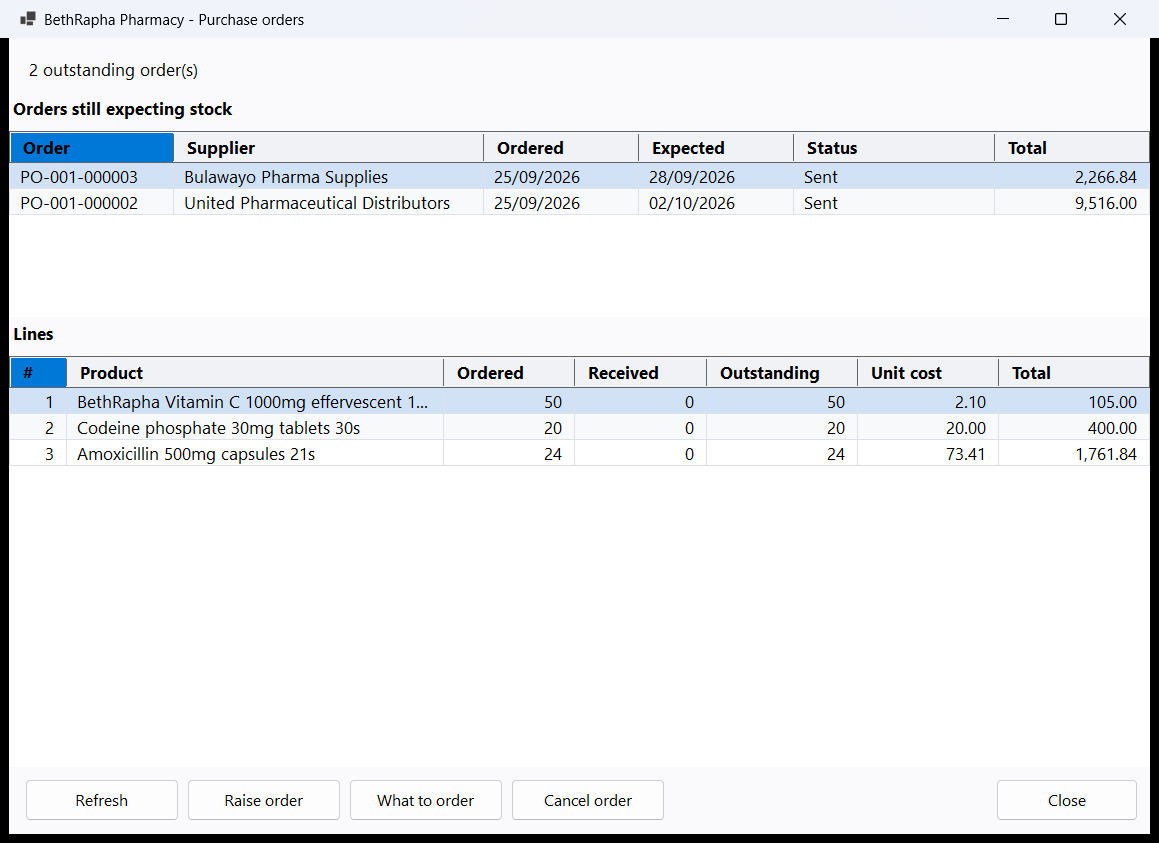 BethRapha Pharmacy - Purchase orders
2 outstanding order(s)
Orders still expecting stock
Order Supplier Ordered Expected Status Total
PO-001-000003 Bulawayo Pharma Supplies 25/09/2026 28/09/2026 Sent 2,266.84
PO-001-000002 United Pharmaceutical Distributors 25/09/2026 02/10/2026 Sent 9,516.00
Lines
# Product Ordered Received Outstanding Unit cost Total
1 BethRapha Vitamin C 1000mg effervescent 1... 50 0 50 2.10 105.00
2 Codeine phosphate 30mg tablets 30s 20 0 20 20.00 400.00
3 Amoxicillin 500mg capsules 21s 24 0 24 73.41 1,761.84
Refresh Raise order What to order Cancel order Close